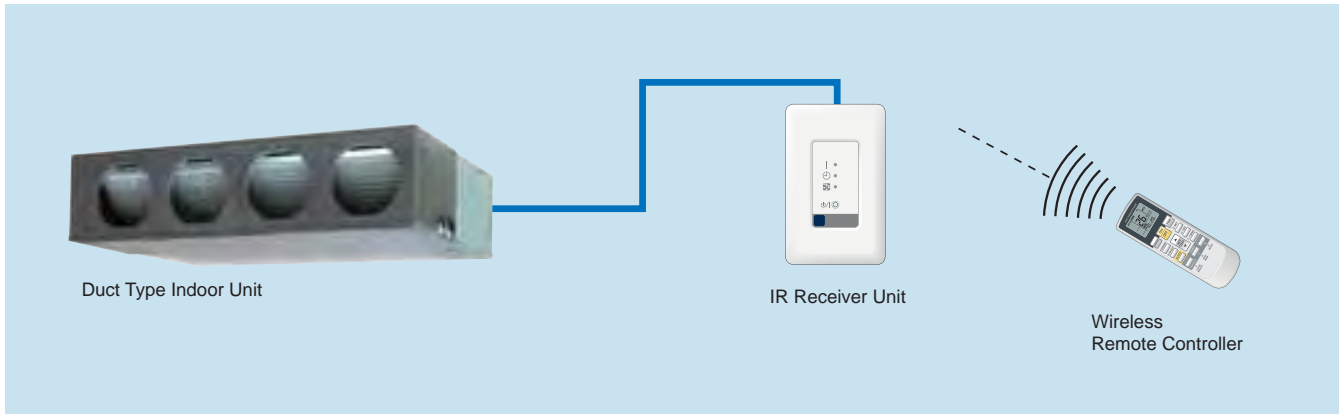 Duct Type Indoor Unit
IR Receiver Unit
Wireless
Remote Controller